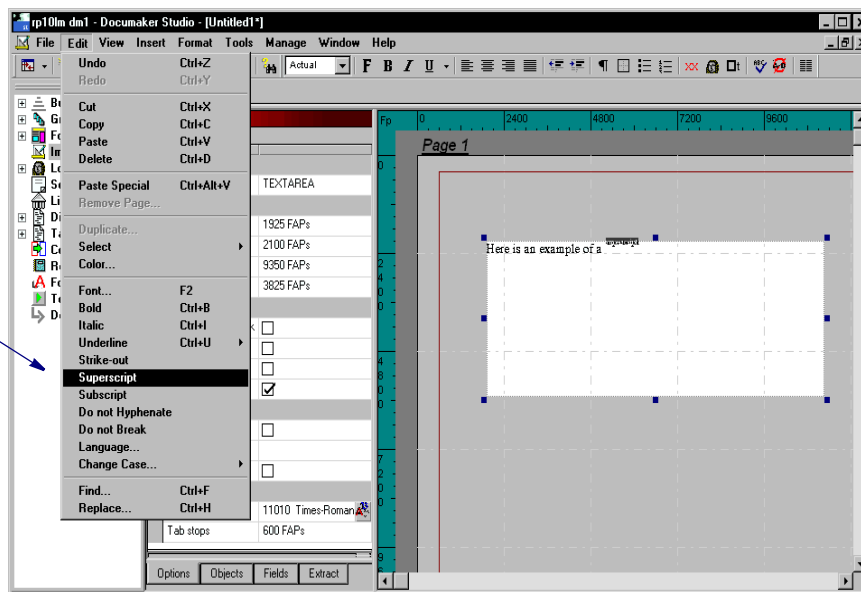 rp10lm dm1 - Documaker Studio - [Untitled1*]
File Edit View Insert Format Tools Manage Window Help
Actual
F B I U
Undo Ctrl+Z
Redo Ctrl+Y
Cut Ctrl+X
Copy Ctrl+C
Paste Ctrl+V
Delete Ctrl+D
Paste Special Ctrl+Alt+V
Remove Page...
Duplicate...
Select
Color...
Font... F2
Bold Ctrl+B
Italic Ctrl+I
Underline Ctrl+U
Strike-out
Superscript
Subscript
Do not Hyphenate
Do not Break
Language...
Change Case...
Find... Ctrl+F
Replace... Ctrl+H
TEXTAREA
1925 FAPs
2100 FAPs
9350 FAPs
3825 FAPs
11010 Times-Roman
Tab stops 600 FAPs
Options Objects Fields Extract
Fp 0 2400 4800 7200 9600
0
2400
4800
7200
Page 1
Here is an example of a